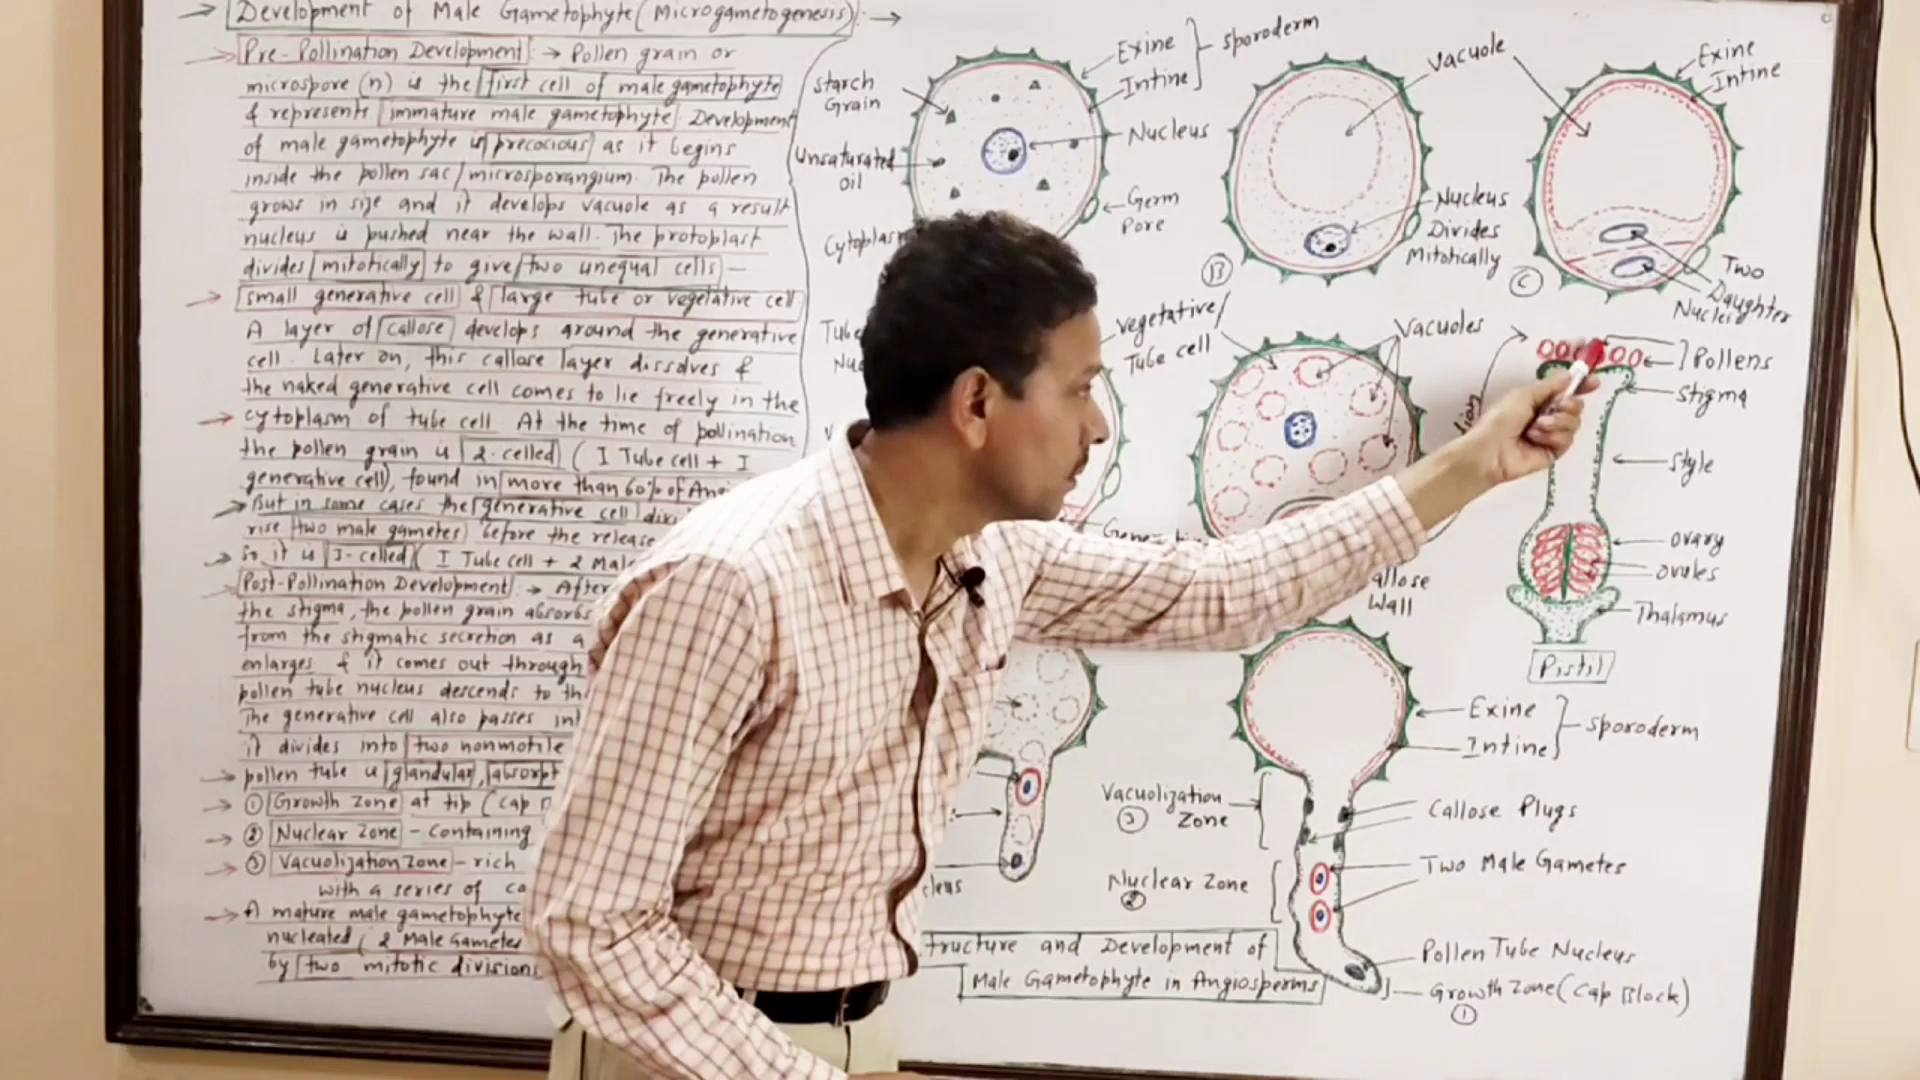 Development of Male Gametophyte (Microgametogenesis)
Pre-Pollination Development: → Pollen grain or
microspore (n) is the first cell of male gametophyte
& represents immature male gametophyte. Development
of male gametophyte is precocious as it begins
inside the pollen sac/microsporangium. The pollen
grows in size and it develops vacuole as a result
nucleus is pushed near the wall. The protoplast
divides mitotically to give two unequal cells —
small generative cell & large tube or vegetative cell.
A layer of callose develops around the generative
cell. Later on, this callose layer dissolves &
the naked generative cell comes to lie freely in the
cytoplasm of tube cell. At the time of pollination
the pollen grain is 2-celled (1 Tube cell + 1
generative cell), found in more than 60% of
But in some cases the generative cell
rise two male gametes before the release
So, it is 3-celled (1 Tube cell + 2
Post-Pollination Development: →
the stigma, the pollen grain absorbs
from the stigmatic secretion as a
enlarges & it comes out through
pollen tube nucleus descends to
The generative cell also passes
it divides into two nonmotile
pollen tube is glandular,
① Growth Zone at tip (Cap
② Nuclear Zone – containing
③ Vacuolization Zone – rich
with a series of
A mature male gametophyte
nucleated (2 Male Gametes
by two mitotic divisions
Starch
Grain
Unsaturated
oil
Exine
Intine
Sporoderm
Nucleus
Germ
Pore
Vacuole
Nucleus
Divides
Mitotically
B
Exine
Intine
Two
Daughter
Nuclei
C
Vegetative/
Tube cell
Vacuoles
Wall
Pollens
Stigma
Style
Ovary
Ovules
Thalamus
Pistil
Exine
Intine
Sporoderm
Vacuolization
Zone
③
Callose Plugs
Two Male Gametes
Nuclear Zone
②
Pollen Tube Nucleus
Growth Zone (Cap Block)
①
and Development of
Male Gametophyte in Angiosperms